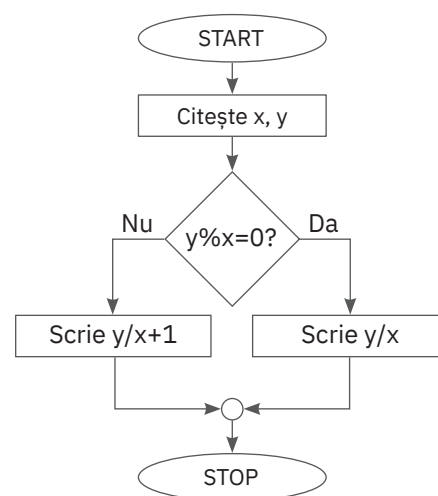 START
Citește x, y
y%x=0?
Nu
Da
Scrie y/x+1
Scrie y/x
STOP